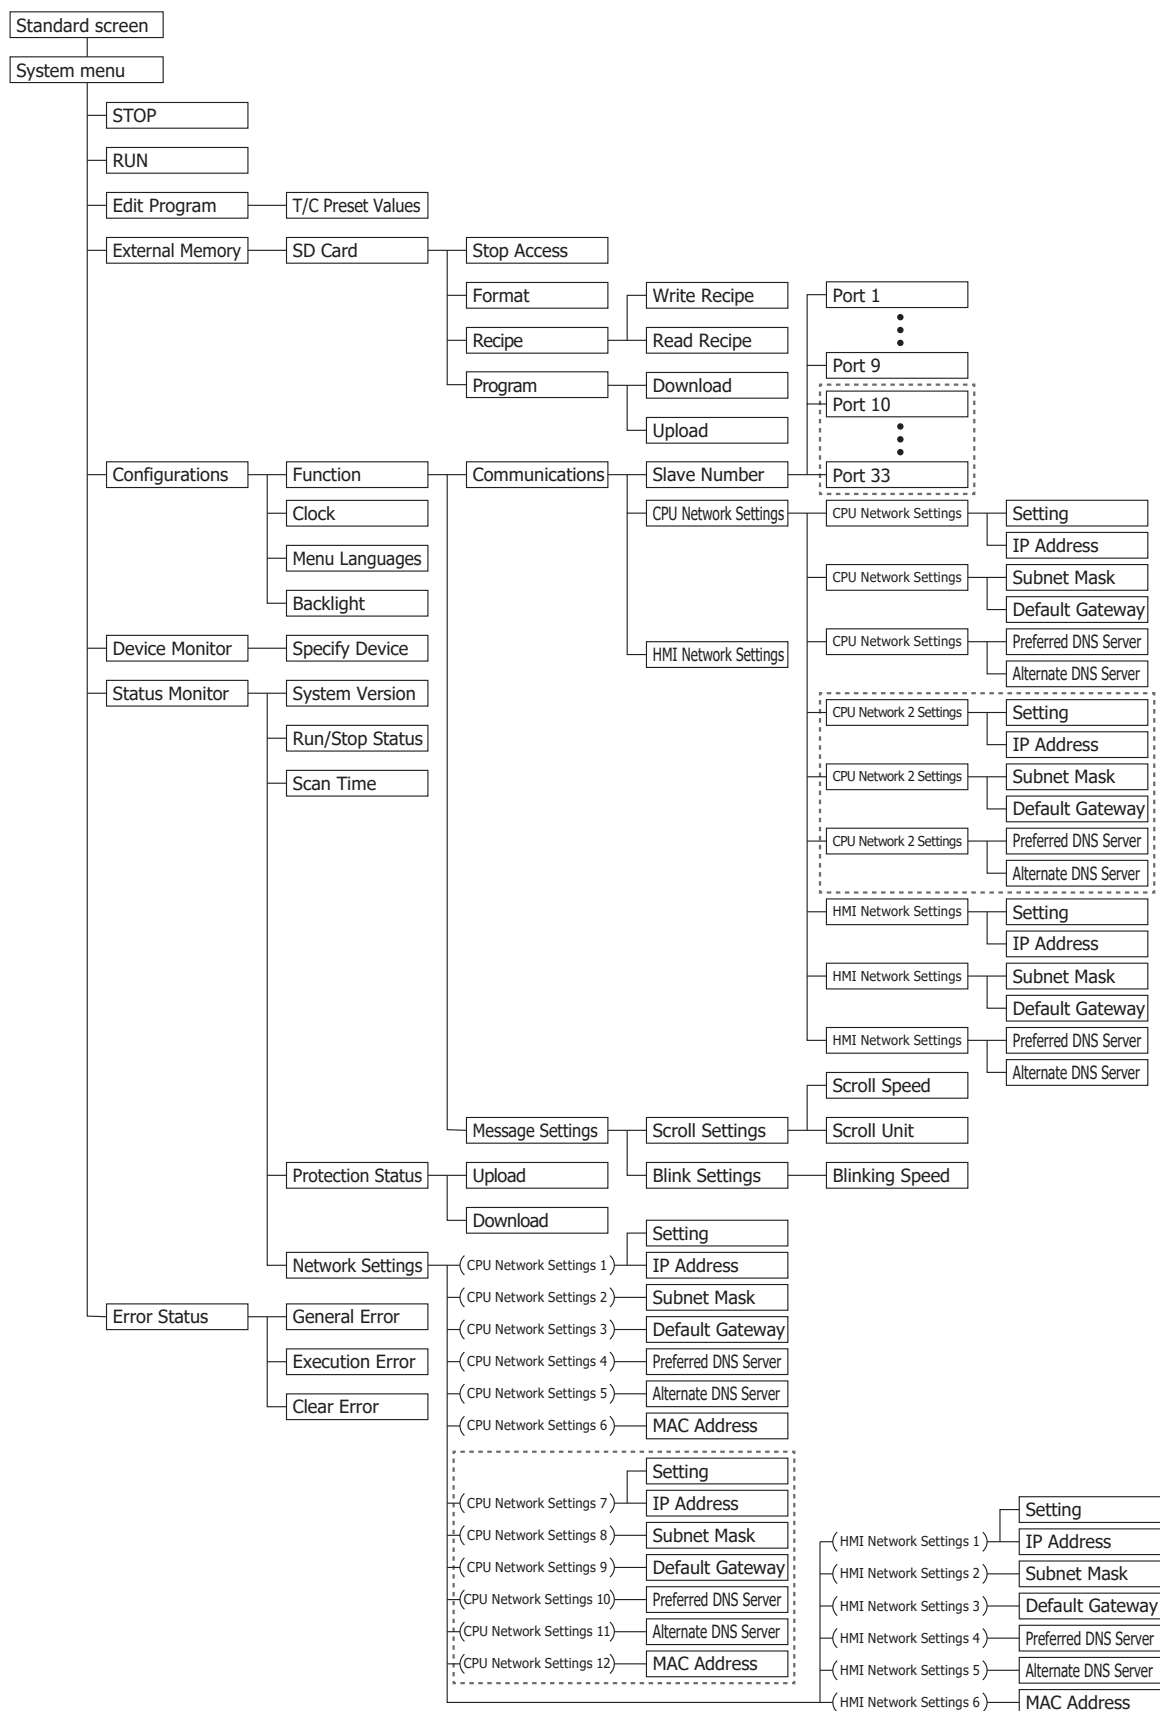 Standard screen
System menu
STOP
RUN
Edit Program
T/C Preset Values
External Memory
SD Card
Stop Access
Format
Write Recipe
Port 1
Recipe
Read Recipe
Port 9
Program
Download
Port 10
Upload
Configurations
Function
Communications
Slave Number
Port 33
Clock
CPU Network Settings
CPU Network Settings
Setting
IP Address
Menu Languages
CPU Network Settings
Subnet Mask
Backlight
Default Gateway
Device Monitor
Specify Device
HMI Network Settings
CPU Network Settings
Preferred DNS Server
Alternate DNS Server
Status Monitor
System Version
CPU Network 2 Settings
Setting
Run/Stop Status
IP Address
Scan Time
CPU Network 2 Settings
Subnet Mask
Default Gateway
CPU Network 2 Settings
Preferred DNS Server
Alternate DNS Server
HMI Network Settings
Setting
IP Address
HMI Network Settings
Subnet Mask
Default Gateway
HMI Network Settings
Preferred DNS Server
Alternate DNS Server
Scroll Speed
Message Settings
Scroll Settings
Scroll Unit
Protection Status
Upload
Blink Settings
Blinking Speed
Download
Setting
Network Settings
(CPU Network Settings 1)
IP Address
(CPU Network Settings 2)
Subnet Mask
Error Status
General Error
(CPU Network Settings 3)
Default Gateway
Execution Error
(CPU Network Settings 4)
Preferred DNS Server
(CPU Network Settings 5)
Alternate DNS Server
Clear Error
(CPU Network Settings 6)
MAC Address
Setting
(CPU Network Settings 7)
IP Address
Setting
(CPU Network Settings 8)
Subnet Mask
(HMI Network Settings 1)
IP Address
(CPU Network Settings 9)
Default Gateway
(HMI Network Settings 2)
Subnet Mask
(CPU Network Settings 10)
Preferred DNS Server
(HMI Network Settings 3)
Default Gateway
(CPU Network Settings 11)
Alternate DNS Server
(HMI Network Settings 4)
Preferred DNS Server
(CPU Network Settings 12)
MAC Address
(HMI Network Settings 5)
Alternate DNS Server
(HMI Network Settings 6)
MAC Address